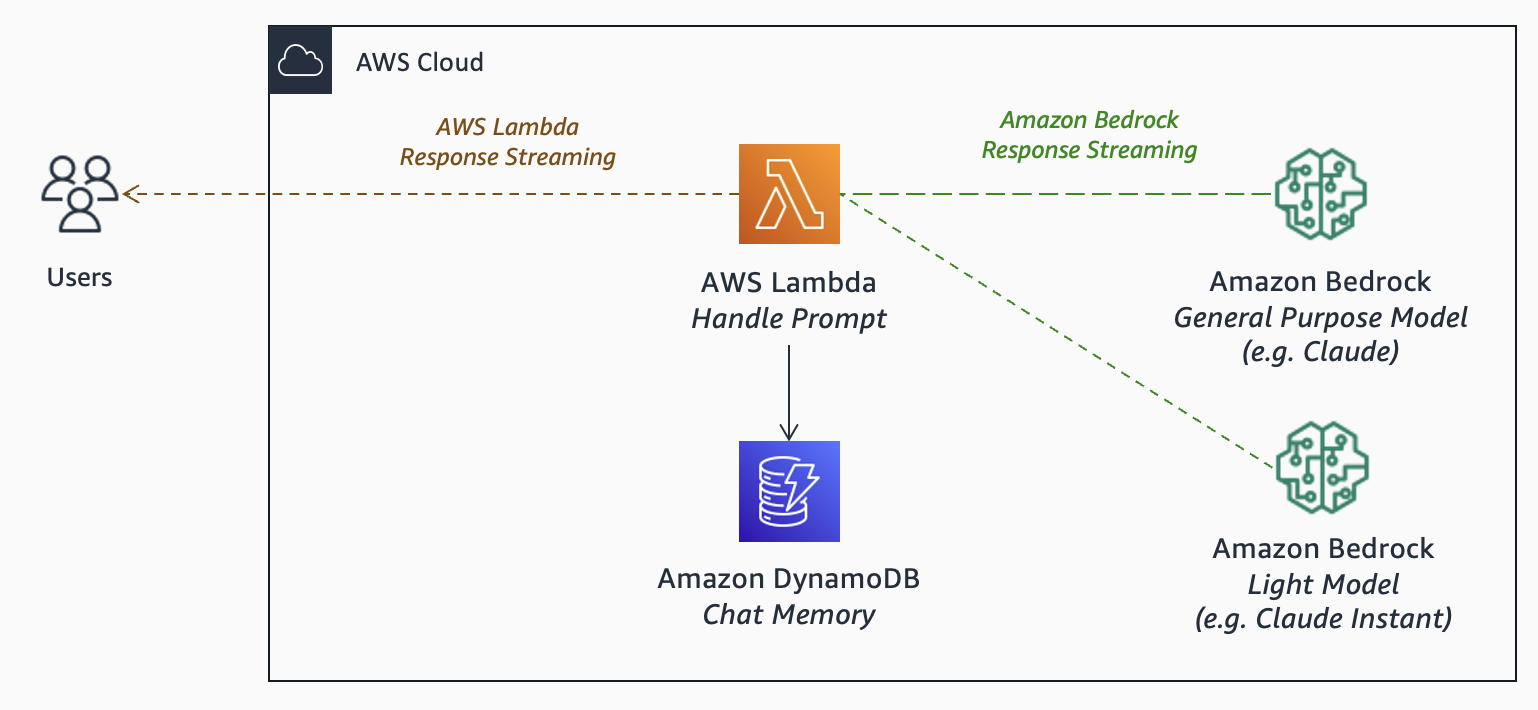 AWS Cloud
AWS Lambda
Response Streaming
Amazon Bedrock
Response Streaming
Users
AWS Lambda
Handle Prompt
Amazon Bedrock
General Purpose Model
(e.g. Claude)
Amazon DynamoDB
Chat Memory
Amazon Bedrock
Light Model
(e.g. Claude Instant)